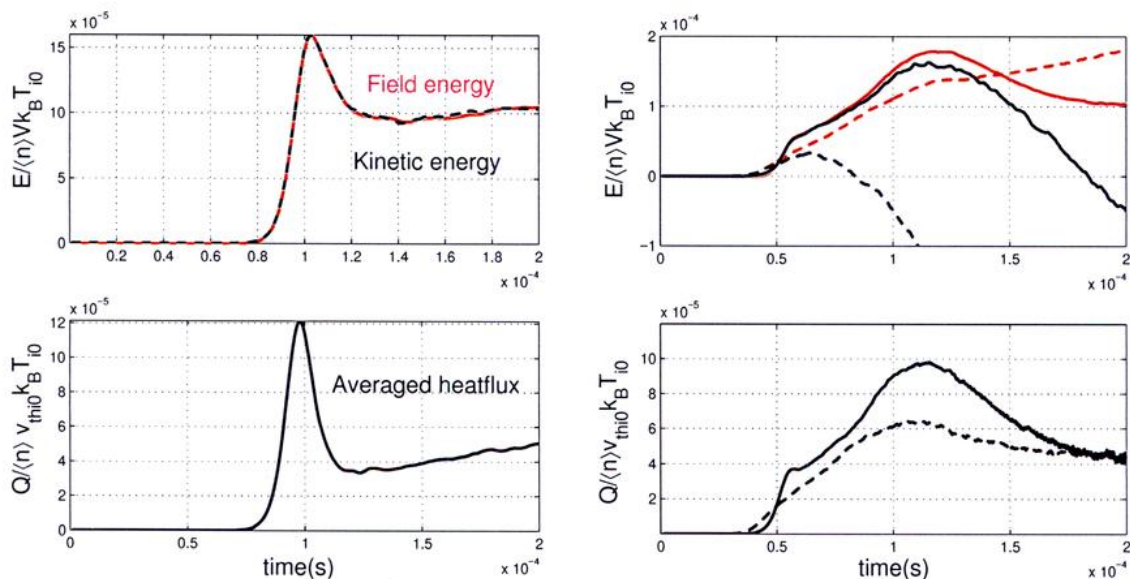 x 10⁻⁵
15
10
5
0
E/⟨n⟩Vk_B T_i0
Field energy
Kinetic energy
0.2 0.4 0.6 0.8 1 1.2 1.4 1.6 1.8 2
x 10⁻⁴
x 10⁻⁴
2
1
0
−1
E/⟨n⟩Vk_B T_i0
0 0.5 1 1.5 2
x 10⁻⁴
x 10⁻⁵
12
10
8
6
4
2
0
Q/⟨n⟩ v_thi0 k_B T_i0
Averaged heatflux
0 0.5 1 1.5 2
time(s)
x 10⁻⁴
x 10⁻⁵
10
8
6
4
2
Q/⟨n⟩v_thi0 k_B T_i0
0 0.5 1 1.5 2
time(s)
x 10⁻⁴